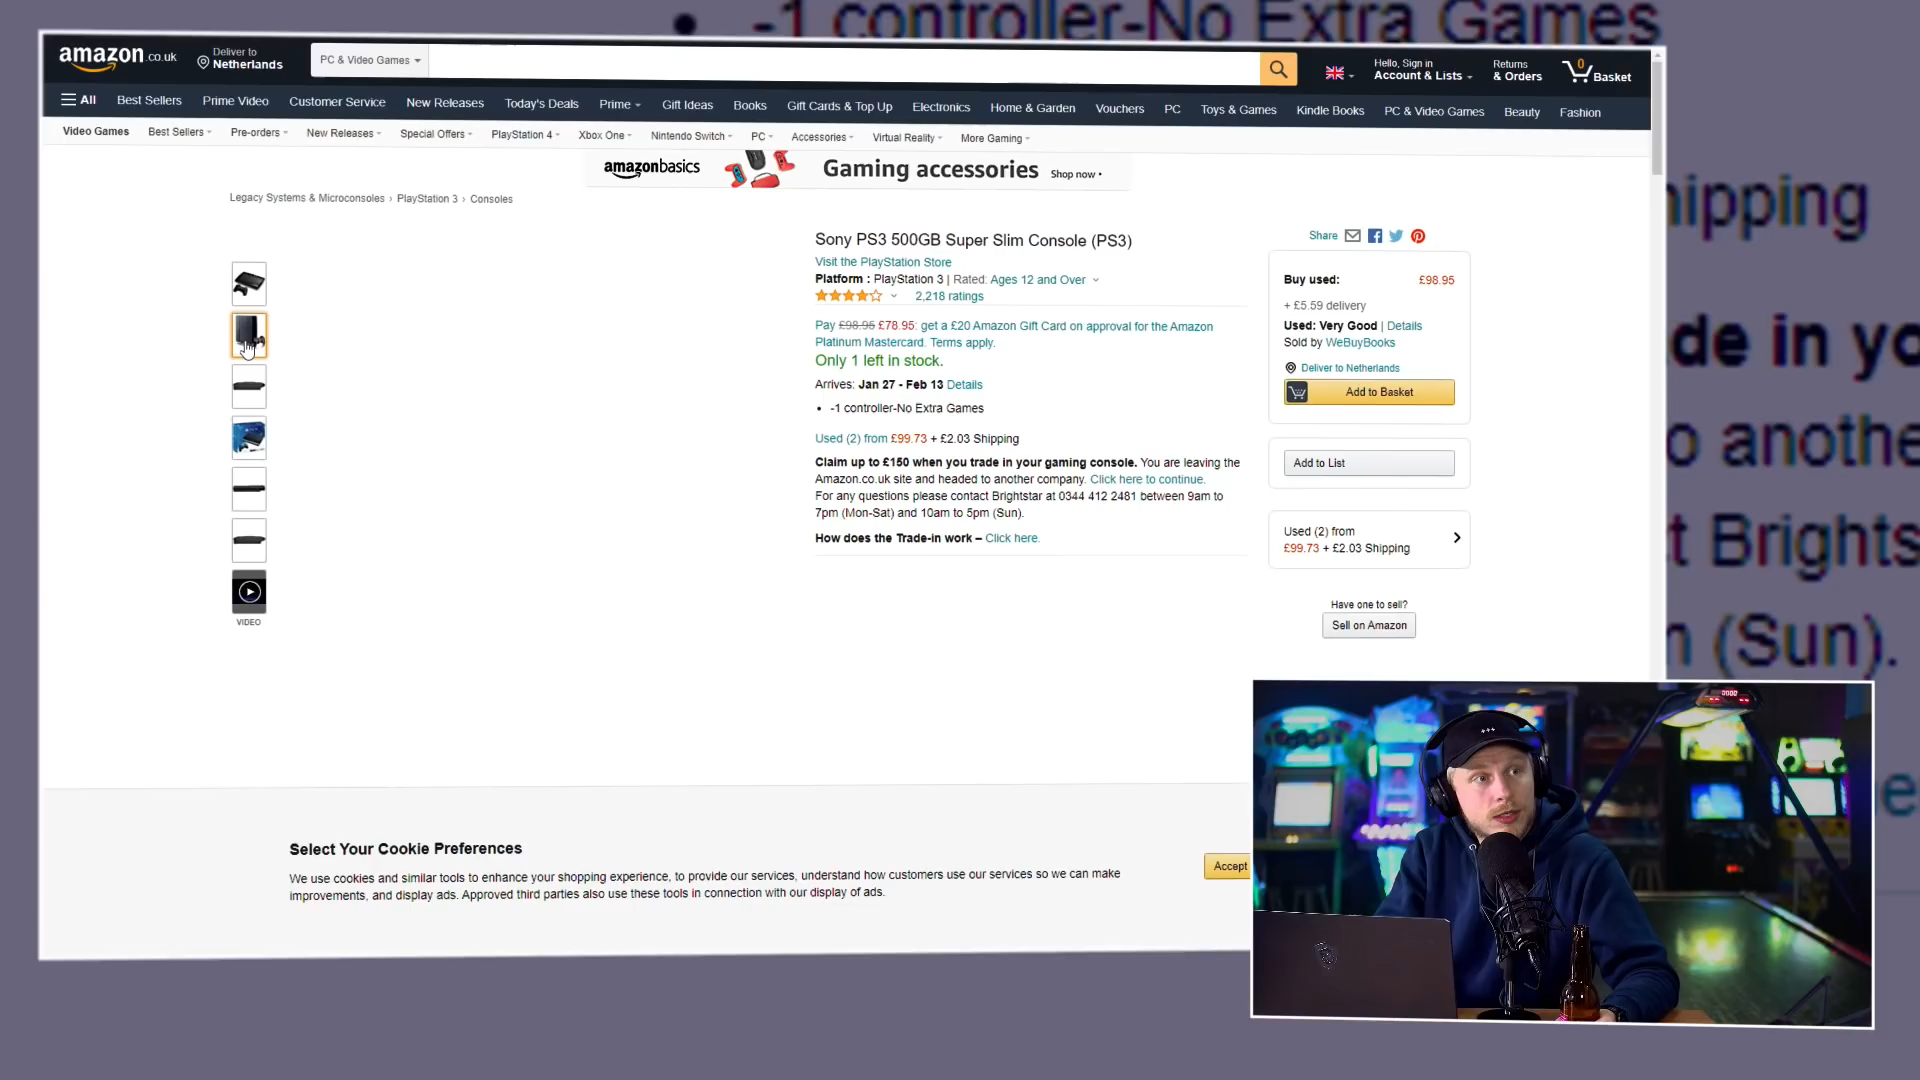 -1 controller-No Extra Games
amazon.co.uk
Deliver to
Netherlands
PC & Video Games
Hello, Sign in
Account & Lists
Returns
& Orders
0
Basket
All
Best Sellers
Prime Video
Customer Service
New Releases
Today's Deals
Prime
Gift Ideas
Books
Gift Cards & Top Up
Electronics
Home & Garden
Vouchers
PC
Toys & Games
Kindle Books
PC & Video Games
Beauty
Fashion
Video Games
Best Sellers
Pre-orders
New Releases
Special Offers
PlayStation 4
Xbox One
Nintendo Switch
PC
Accessories
Virtual Reality
More Gaming
amazonbasics
Gaming accessories
Shop now
Legacy Systems & Microconsoles › PlayStation 3 › Consoles
VIDEO
Sony PS3 500GB Super Slim Console (PS3)
Visit the PlayStation Store
Platform : PlayStation 3 | Rated: Ages 12 and Over
2,218 ratings
Pay £98.95 £78.95: get a £20 Amazon Gift Card on approval for the Amazon
Platinum Mastercard. Terms apply.
Only 1 left in stock.
Arrives: Jan 27 - Feb 13 Details
• -1 controller-No Extra Games
Used (2) from £99.73 + £2.03 Shipping
Claim up to £150 when you trade in your gaming console. You are leaving the
Amazon.co.uk site and headed to another company. Click here to continue.
For any questions please contact Brightstar at 0344 412 2481 between 9am to
7pm (Mon-Sat) and 10am to 5pm (Sun).
How does the Trade-in work – Click here.
Share
Buy used: £98.95
+ £5.59 delivery
Used: Very Good | Details
Sold by WeBuyBooks
Deliver to Netherlands
Add to Basket
Add to List
Used (2) from
£99.73 + £2.03 Shipping
Have one to sell?
Sell on Amazon
hipping
de in yo
o anothe
t Brights
(Sun).
Select Your Cookie Preferences
We use cookies and similar tools to enhance your shopping experience, to provide our services, understand how customers use our services so we can make
improvements, and display ads. Approved third parties also use these tools in connection with our display of ads.
Accept